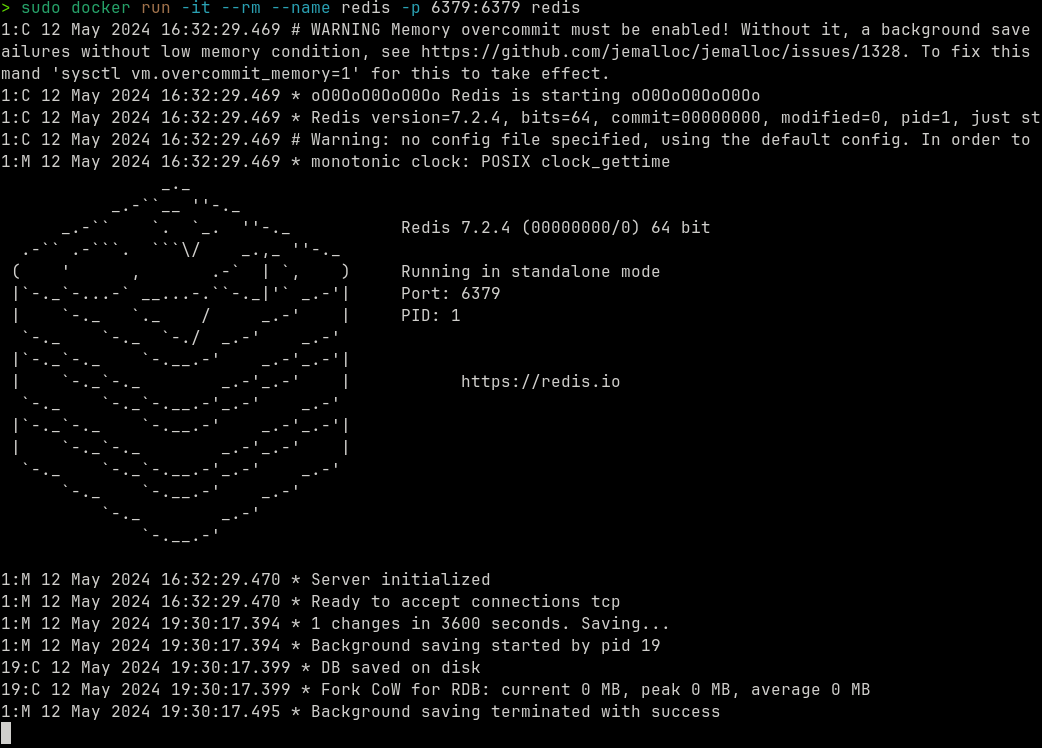 > sudo docker run -it --rm --name redis -p 6379:6379 redis
1:C 12 May 2024 16:32:29.469 # WARNING Memory overcommit must be enabled! Without it, a background save
ailures without low memory condition, see https://github.com/jemalloc/jemalloc/issues/1328. To fix this
mand 'sysctl vm.overcommit_memory=1' for this to take effect.
1:C 12 May 2024 16:32:29.469 * oO0OoO0OoO0Oo Redis is starting oO0OoO0OoO0Oo
1:C 12 May 2024 16:32:29.469 * Redis version=7.2.4, bits=64, commit=00000000, modified=0, pid=1, just st
1:C 12 May 2024 16:32:29.469 # Warning: no config file specified, using the default config. In order to
1:M 12 May 2024 16:32:29.469 * monotonic clock: POSIX clock_gettime
Redis 7.2.4 (00000000/0) 64 bit
Running in standalone mode
Port: 6379
PID: 1
https://redis.io
1:M 12 May 2024 16:32:29.470 * Server initialized
1:M 12 May 2024 16:32:29.470 * Ready to accept connections tcp
1:M 12 May 2024 19:30:17.394 * 1 changes in 3600 seconds. Saving...
1:M 12 May 2024 19:30:17.394 * Background saving started by pid 19
19:C 12 May 2024 19:30:17.399 * DB saved on disk
19:C 12 May 2024 19:30:17.399 * Fork CoW for RDB: current 0 MB, peak 0 MB, average 0 MB
1:M 12 May 2024 19:30:17.495 * Background saving terminated with success